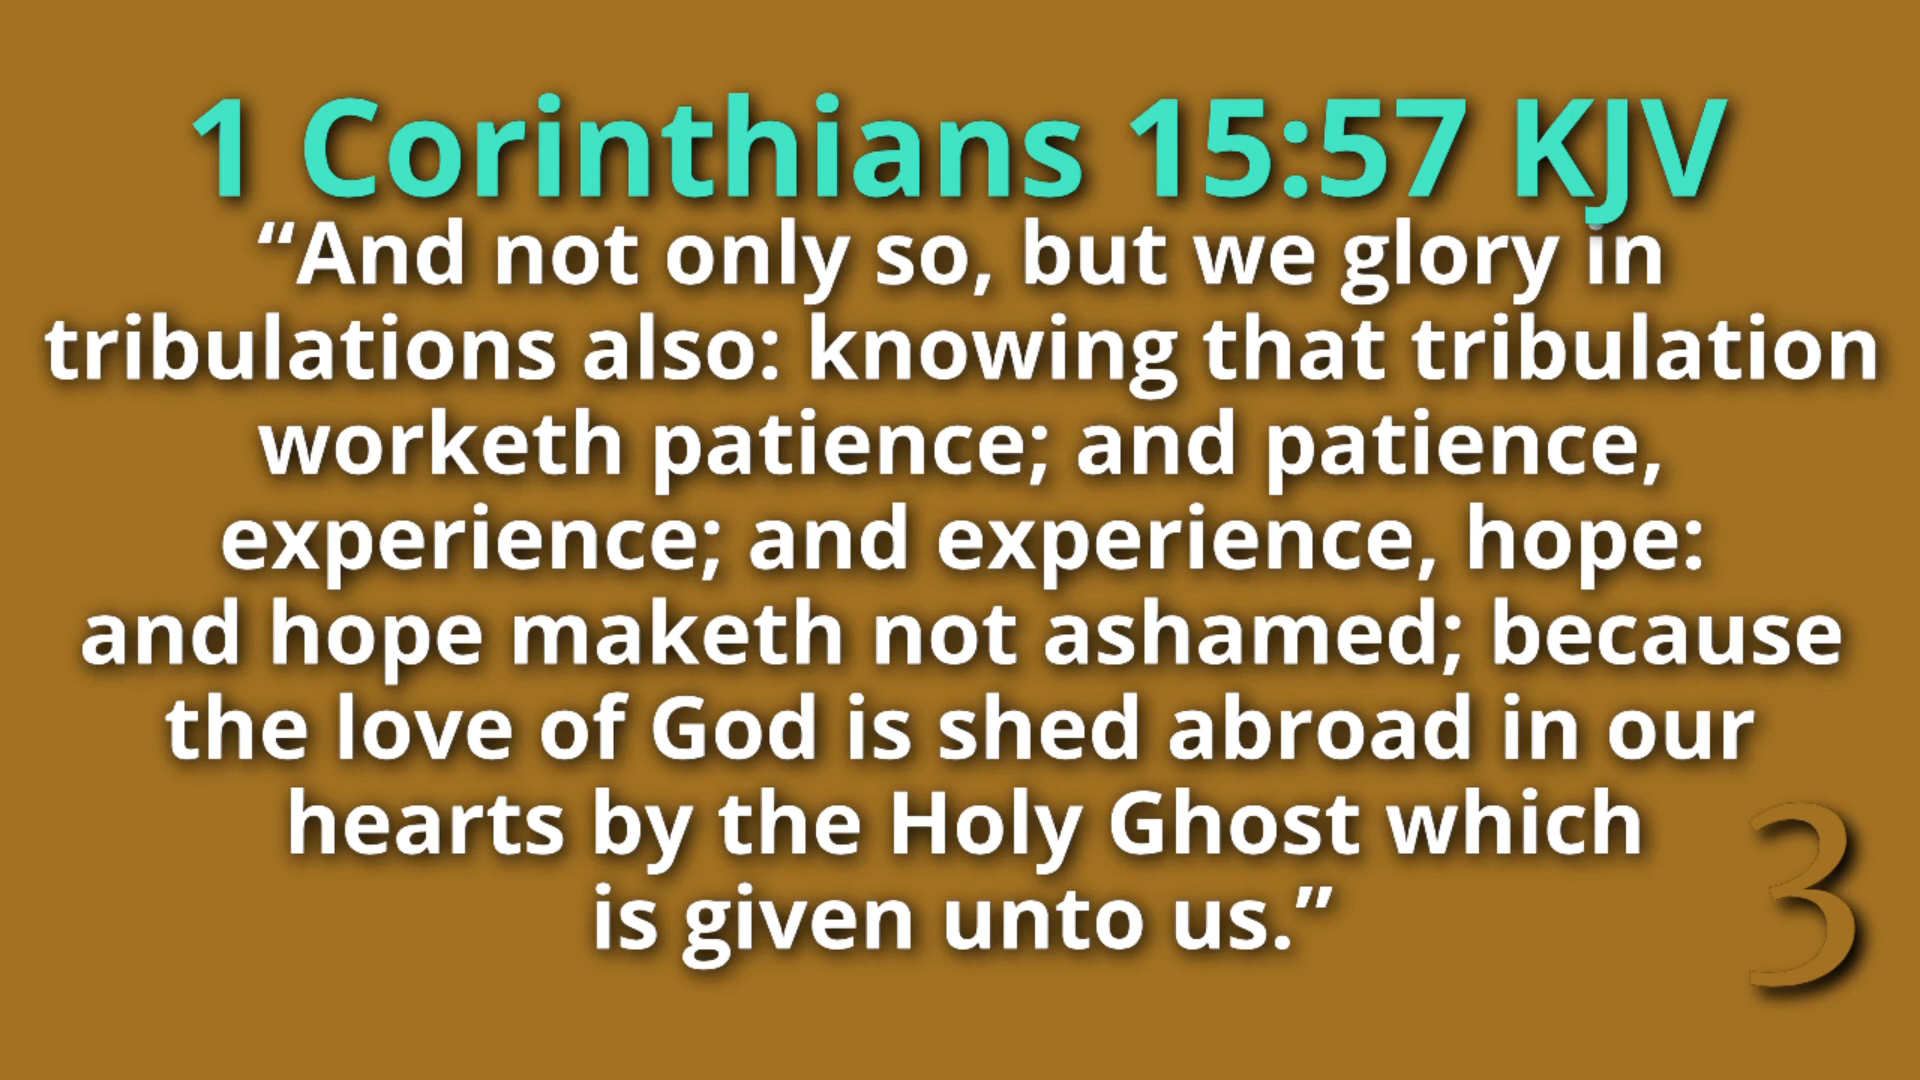 1 Corinthians 15:57 KJV
“And not only so, but we glory in
tribulations also: knowing that tribulation
worketh patience; and patience,
experience; and experience, hope:
and hope maketh not ashamed; because
the love of God is shed abroad in our
hearts by the Holy Ghost which
is given unto us.”
3